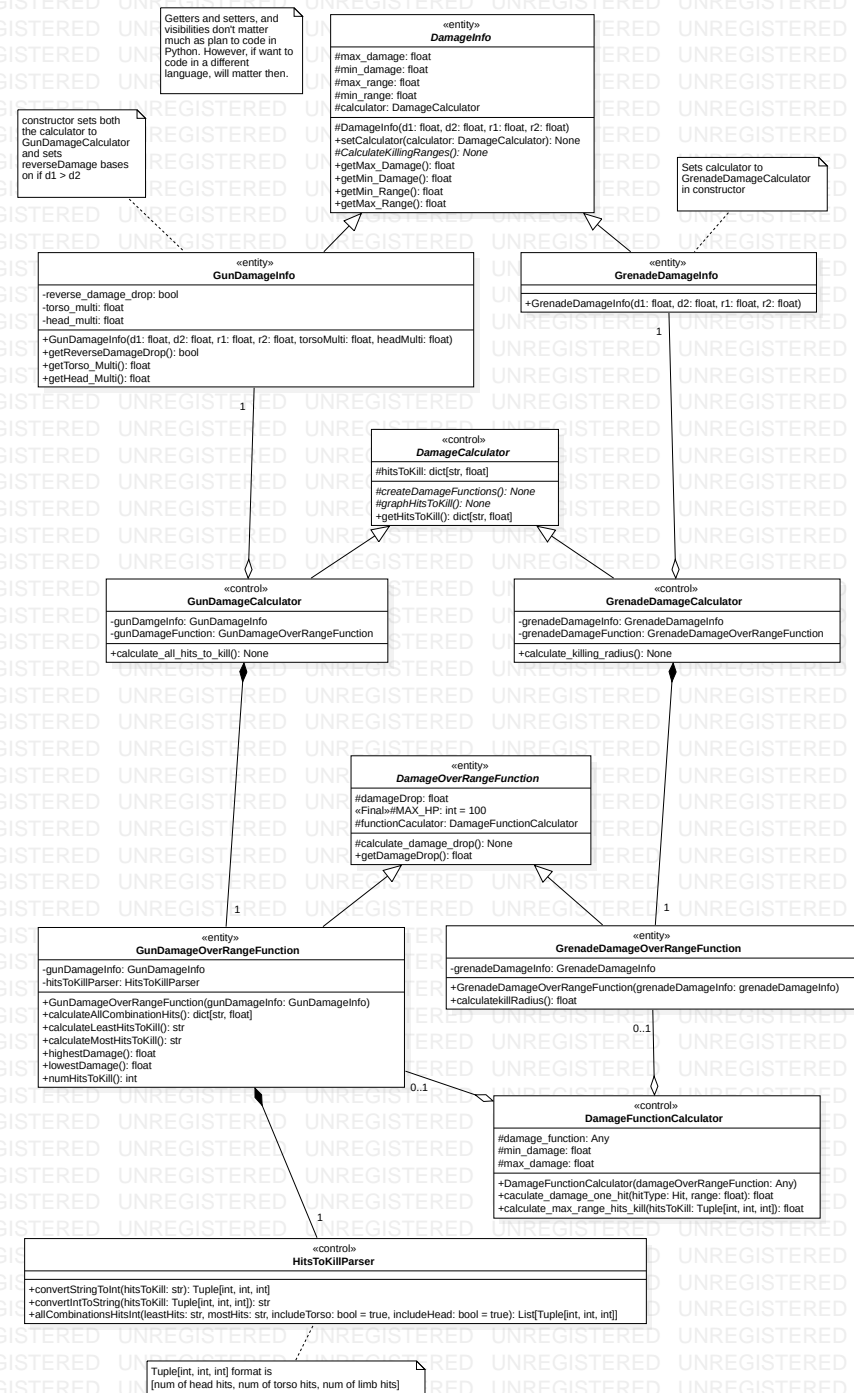 Getters and setters, and
visibilities don't matter
much as plan to code in
Python. However, if want to
code in a different
language, will matter then.
«entity»
DamageInfo
#max_damage: float
#min_damage: float
#max_range: float
#min_range: float
#calculator: DamageCalculator
#DamageInfo(d1: float, d2: float, r1: float, r2: float)
+setCalculator(calculator: DamageCalculator): None
#CalculateKillingRanges(): None
+getMax_Damage(): float
+getMin_Damage(): float
+getMin_Range(): float
+getMax_Range(): float
constructor sets both
the calculator to
GunDamageCalculator
and sets
reverseDamage bases
on if d1 > d2
Sets calculator to
GrenadeDamageCalculator
in constructor
«entity»
GunDamageInfo
-reverse_damage_drop: bool
-torso_multi: float
-head_multi: float
+GunDamageInfo(d1: float, d2: float, r1: float, r2: float, torsoMulti: float, headMulti: float)
+getReverseDamageDrop(): bool
+getTorso_Multi(): float
+getHead_Multi(): float
«entity»
GrenadeDamageInfo
+GrenadeDamageInfo(d1: float, d2: float, r1: float, r2: float)
1
1
«control»
DamageCalculator
#hitsToKill: dict[str, float]
#createDamageFunctions(): None
#graphHitsToKill(): None
+getHitsToKill(): dict[str, float]
«control»
GunDamageCalculator
-gunDamgeInfo: GunDamageInfo
-gunDamageFunction: GunDamageOverRangeFunction
+calculate_all_hits_to_kill(): None
«control»
GrenadeDamageCalculator
-grenadeDamageInfo: GrenadeDamageInfo
-grenadeDamageFunction: GrenadeDamageOverRangeFunction
+calculate_killing_radius(): None
«entity»
DamageOverRangeFunction
#damageDrop: float
«Final»#MAX_HP: int = 100
#functionCaculator: DamageFunctionCalculator
#calculate_damage_drop(): None
+getDamageDrop(): float
1
1
«entity»
GunDamageOverRangeFunction
-gunDamageInfo: GunDamageInfo
-hitsToKillParser: HitsToKillParser
+GunDamageOverRangeFunction(gunDamageInfo: GunDamageInfo)
+calculateAllCombinationHits(): dict[str, float]
+calculateLeastHitsToKill(): str
+calculateMostHitsToKill(): str
+highestDamage(): float
+lowestDamage(): float
+numHitsToKill(): int
«entity»
GrenadeDamageOverRangeFunction
-grenadeDamageInfo: GrenadeDamageInfo
+GrenadeDamageOverRangeFunction(grenadeDamageInfo: grenadeDamageInfo)
+calculatekillRadius(): float
0..1
0..1
«control»
DamageFunctionCalculator
#damage_function: Any
#min_damage: float
#max_damage: float
+DamageFunctionCalculator(damageOverRangeFunction: Any)
+caculate_damage_one_hit(hitType: Hit, range: float): float
+calculate_max_range_hits_kill(hitsToKill: Tuple[int, int, int]): float
1
«control»
HitsToKillParser
+convertStringToInt(hitsToKill: str): Tuple[int, int, int]
+convertIntToString(hitsToKill: Tuple[int, int, int]): str
+allCombinationsHitsInt(leastHits: str, mostHits: str, includeTorso: bool = true, includeHead: bool = true): List[Tuple[int, int, int]]
Tuple[int, int, int] format is
[num of head hits, num of torso hits, num of limb hits]